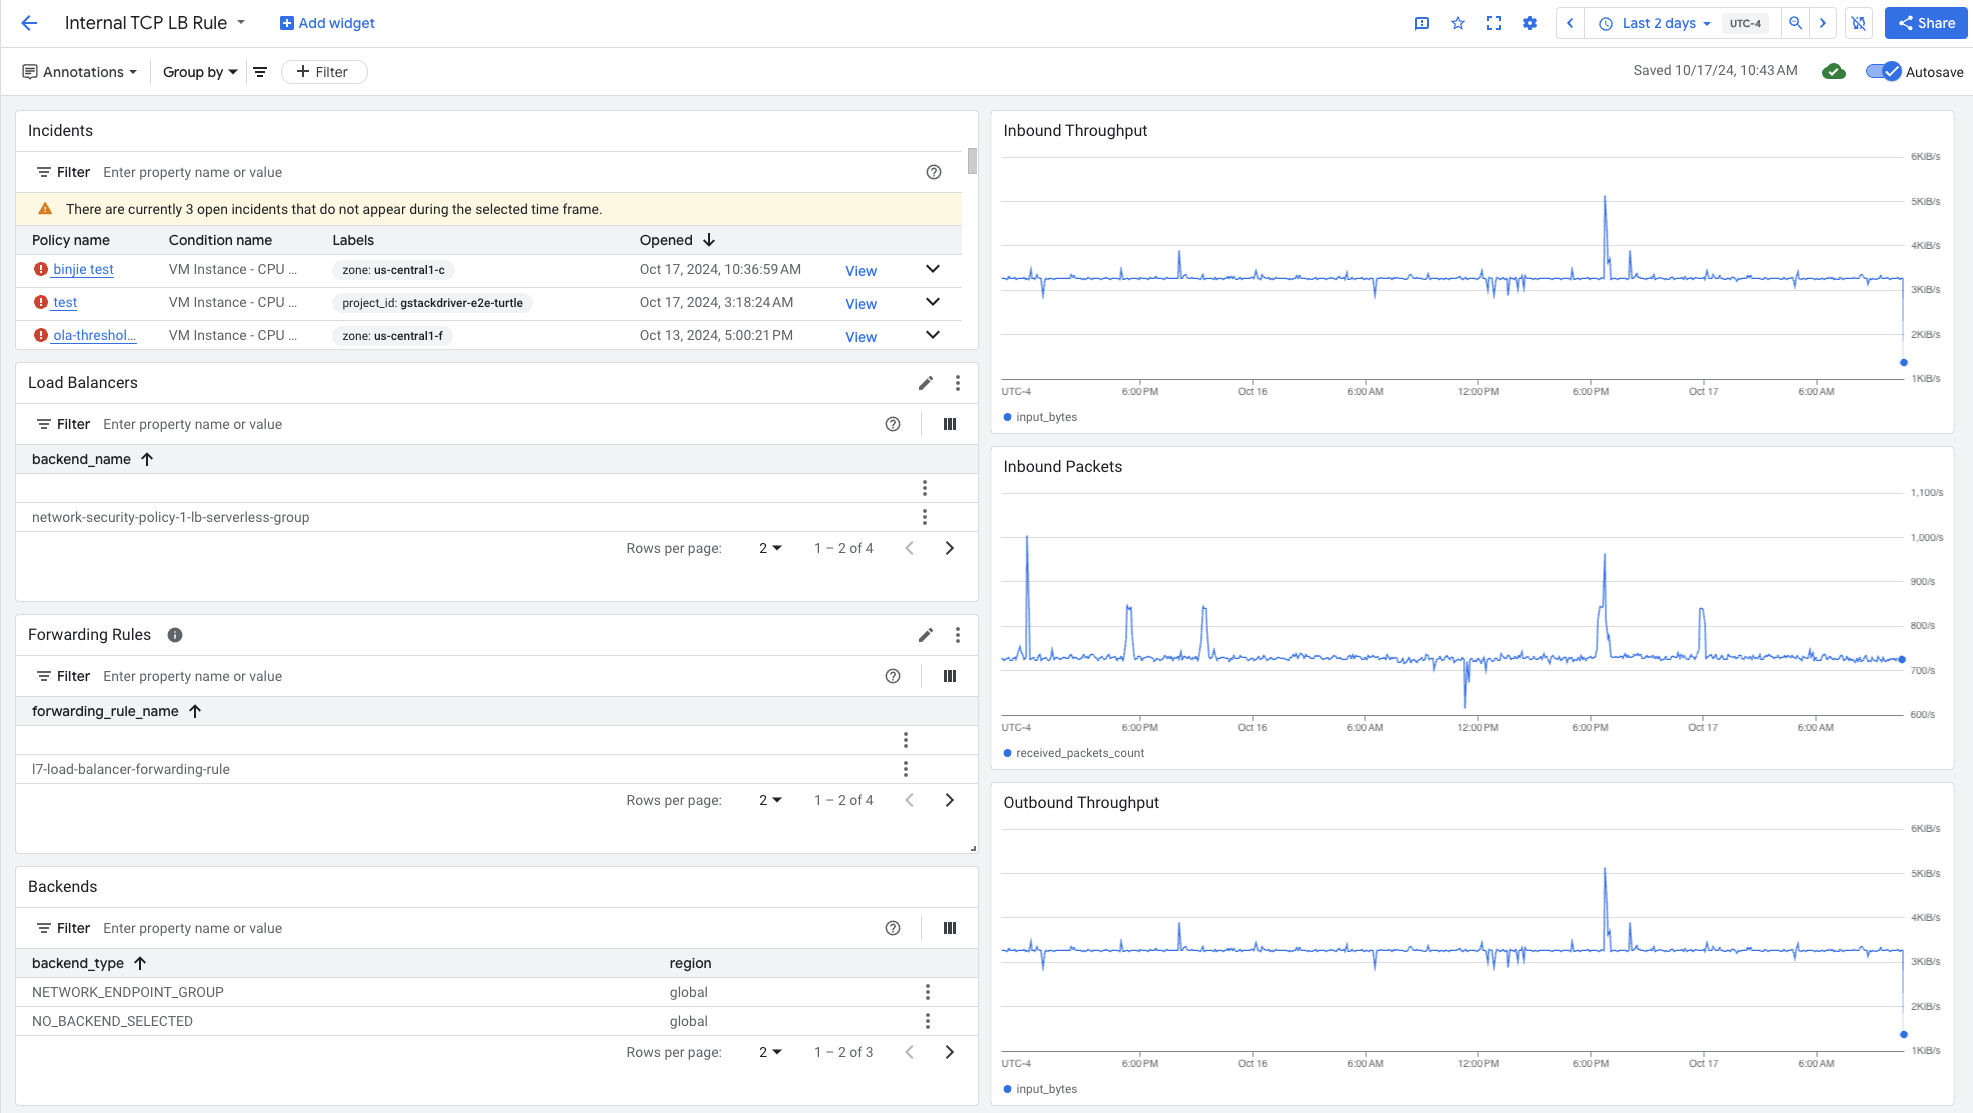 Internal TCP LB Rule
Add widget
Last 2 days
UTC-4
Share
Annotations
Group by
Filter
Saved 10/17/24, 10:43 AM
Autosave
Incidents
Filter Enter property name or value
There are currently 3 open incidents that do not appear during the selected time frame.
Policy name Condition name Labels Opened
binjie test VM Instance - CPU ... zone: us-central1-c Oct 17, 2024, 10:36:59 AM View
test VM Instance - CPU ... project_id: gstackdriver-e2e-turtle Oct 17, 2024, 3:18:24 AM View
ola-threshol... VM Instance - CPU ... zone: us-central1-f Oct 13, 2024, 5:00:21 PM View
Load Balancers
Filter Enter property name or value
backend_name
network-security-policy-1-lb-serverless-group
Rows per page: 2 1 – 2 of 4
Forwarding Rules
Filter Enter property name or value
forwarding_rule_name
l7-load-balancer-forwarding-rule
Rows per page: 2 1 – 2 of 4
Backends
Filter Enter property name or value
backend_type region
NETWORK_ENDPOINT_GROUP global
NO_BACKEND_SELECTED global
Rows per page: 2 1 – 2 of 3
Inbound Throughput
6KiB/s
5KiB/s
4KiB/s
3KiB/s
2KiB/s
1KiB/s
UTC-4 6:00 PM Oct 16 6:00 AM 12:00 PM 6:00 PM Oct 17 6:00 AM
input_bytes
Inbound Packets
1,100/s
1,000/s
900/s
800/s
700/s
600/s
UTC-4 6:00 PM Oct 16 6:00 AM 12:00 PM 6:00 PM Oct 17 6:00 AM
received_packets_count
Outbound Throughput
6KiB/s
5KiB/s
4KiB/s
3KiB/s
2KiB/s
1KiB/s
UTC-4 6:00 PM Oct 16 6:00 AM 12:00 PM 6:00 PM Oct 17 6:00 AM
input_bytes